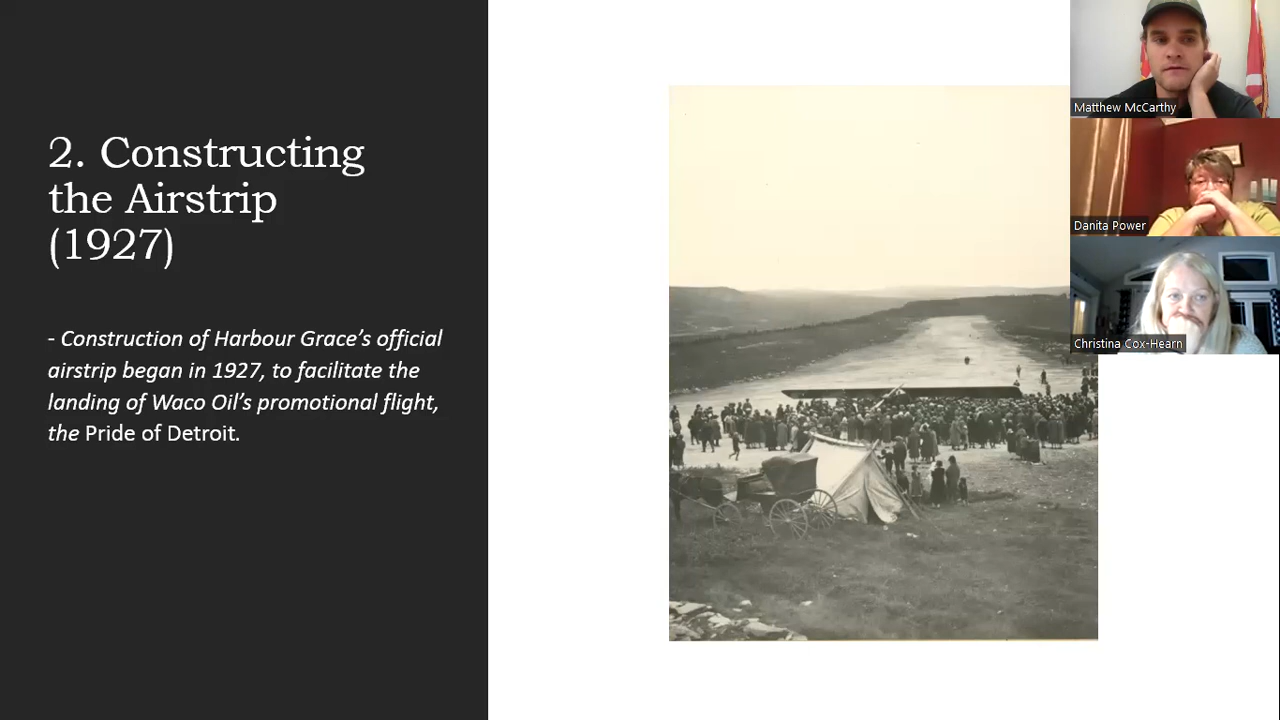 2. Constructing
the Airstrip
(1927)
- Construction of Harbour Grace’s official
airstrip began in 1927, to facilitate the
landing of Waco Oil’s promotional flight,
the Pride of Detroit.
Matthew McCarthy
Danita Power
Christina Cox-Hearn